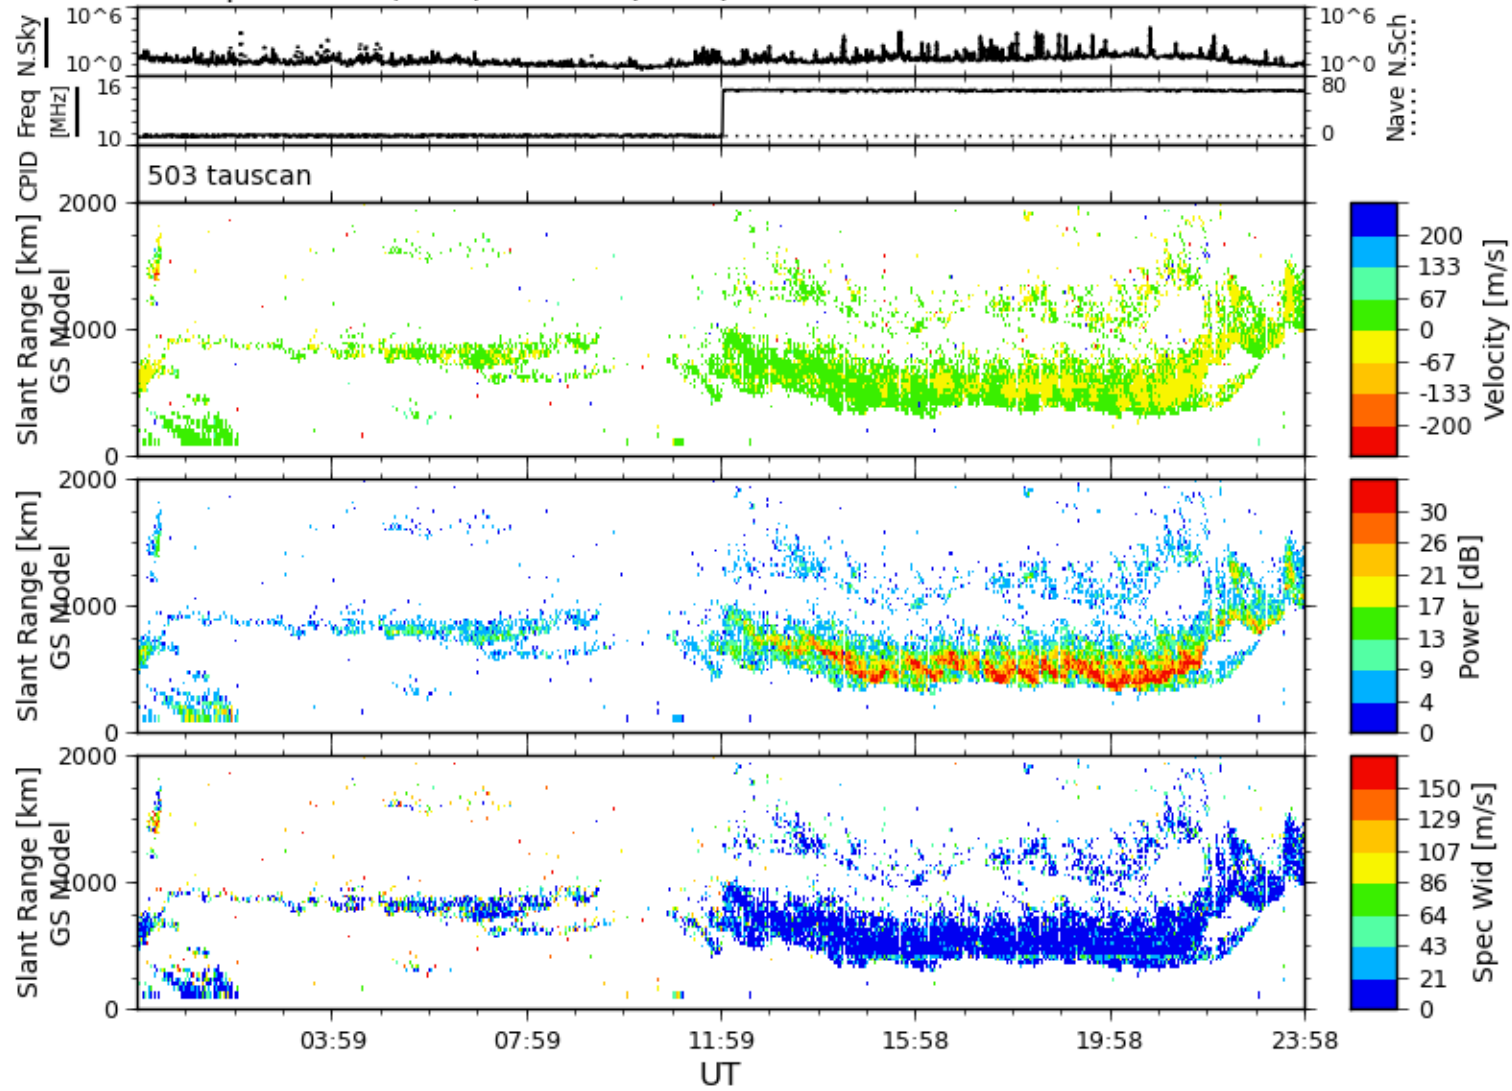 N.Sky
10^6
10^0
10^6
10^0
N.Sch
Freq
[MHz]
16
10
80
0
Nave
CPID
503 tauscan
Slant Range [km]
GS Model
2000
1000
0
200
133
67
0
-67
-133
-200
Velocity [m/s]
Slant Range [km]
GS Model
2000
1000
0
30
26
21
17
13
9
4
0
Power [dB]
Slant Range [km]
GS Model
2000
1000
0
150
129
107
86
64
43
21
0
Spec Wid [m/s]
03:59
07:59
11:59
15:58
19:58
23:58
UT